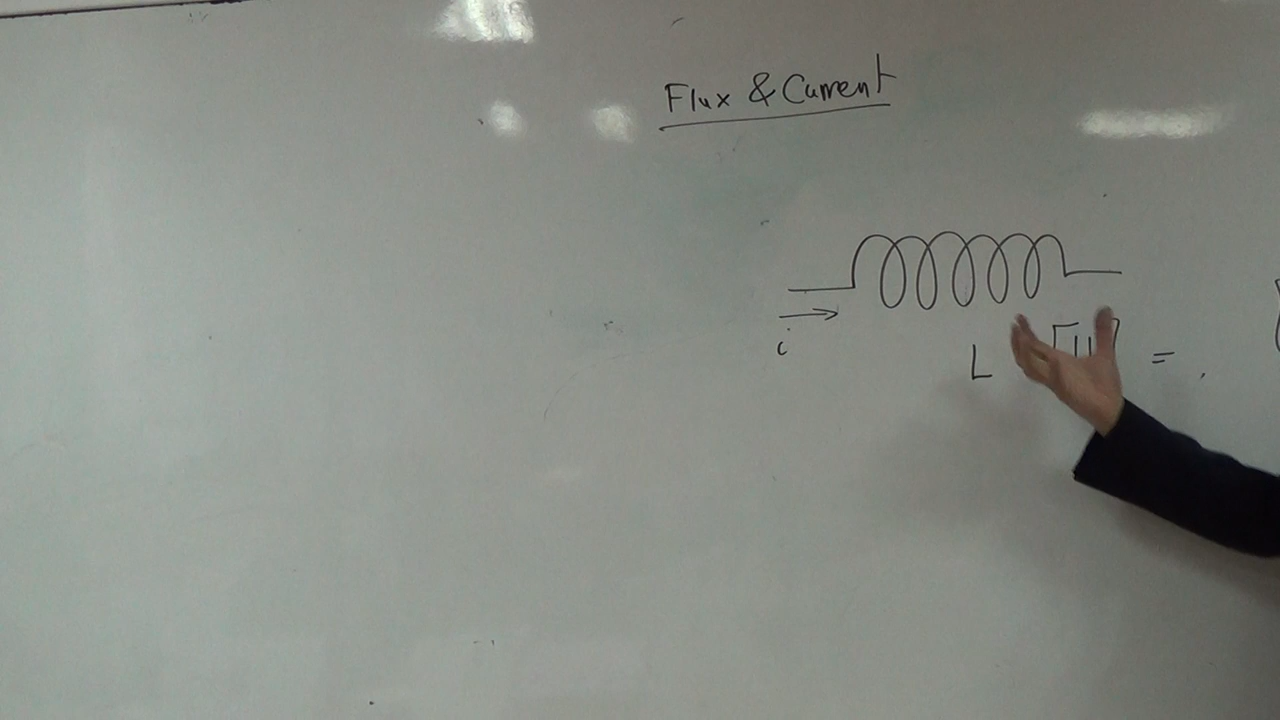 Flux & Current
i
L [H] =